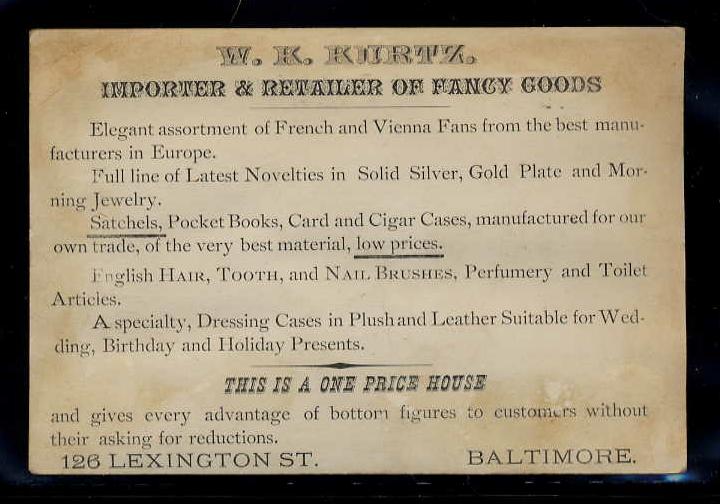 W. K. KURTZ.
IMPORTER & RETAILER OF FANCY GOODS
Elegant assortment of French and Vienna Fans from the best manu-
facturers in Europe.
Full line of Latest Novelties in Solid Silver, Gold Plate and Mor-
ning Jewelry.
Satchels, Pocket Books, Card and Cigar Cases, manufactured for our
own trade, of the very best material, low prices.
English HAIR, TOOTH, and NAIL BRUSHES, Perfumery and Toilet
Articles.
A specialty, Dressing Cases in Plush and Leather Suitable for Wed-
ding, Birthday and Holiday Presents.
THIS IS A ONE PRICE HOUSE
and gives every advantage of bottom figures to customers without
their asking for reductions.
126 LEXINGTON ST. BALTIMORE.